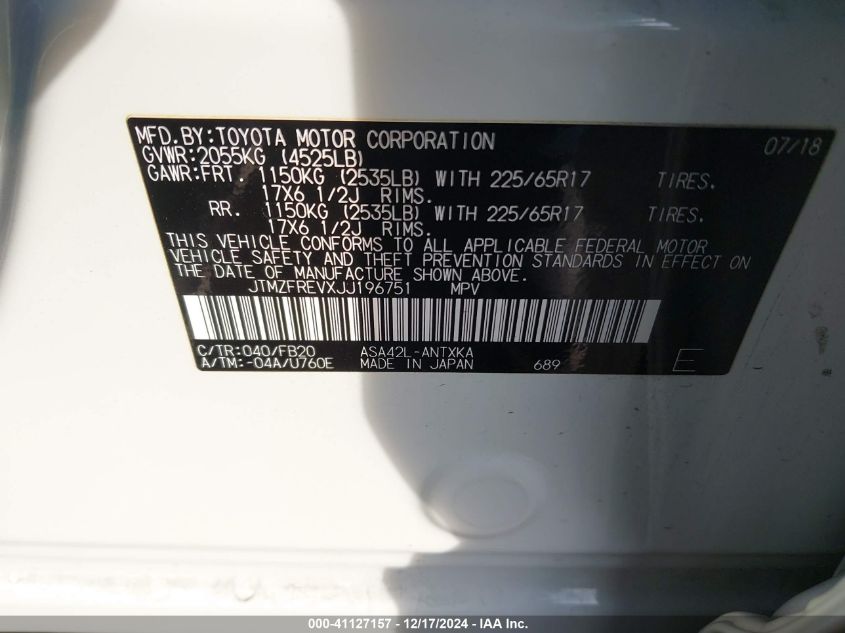 MFD.BY:TOYOTA MOTOR CORPORATION 07/18
GVWR:2055KG (4525LB)
GAWR:FRT. 1150KG (2535LB) WITH 225/65R17 TIRES.
17X6 1/2J RIMS.
RR. 1150KG (2535LB) WITH 225/65R17 TIRES.
17X6 1/2J RIMS.
THIS VEHICLE CONFORMS TO ALL APPLICABLE FEDERAL MOTOR
VEHICLE SAFETY AND THEFT PREVENTION STANDARDS IN EFFECT ON
THE DATE OF MANUFACTURE SHOWN ABOVE.
JTMZFREVXJJ196751 MPV
C/TR:040/FB20 ASA42L-ANTXKA
A/TM:-04A/U760E MADE IN JAPAN 689 E
000-41127157 - 12/17/2024 - IAA Inc.